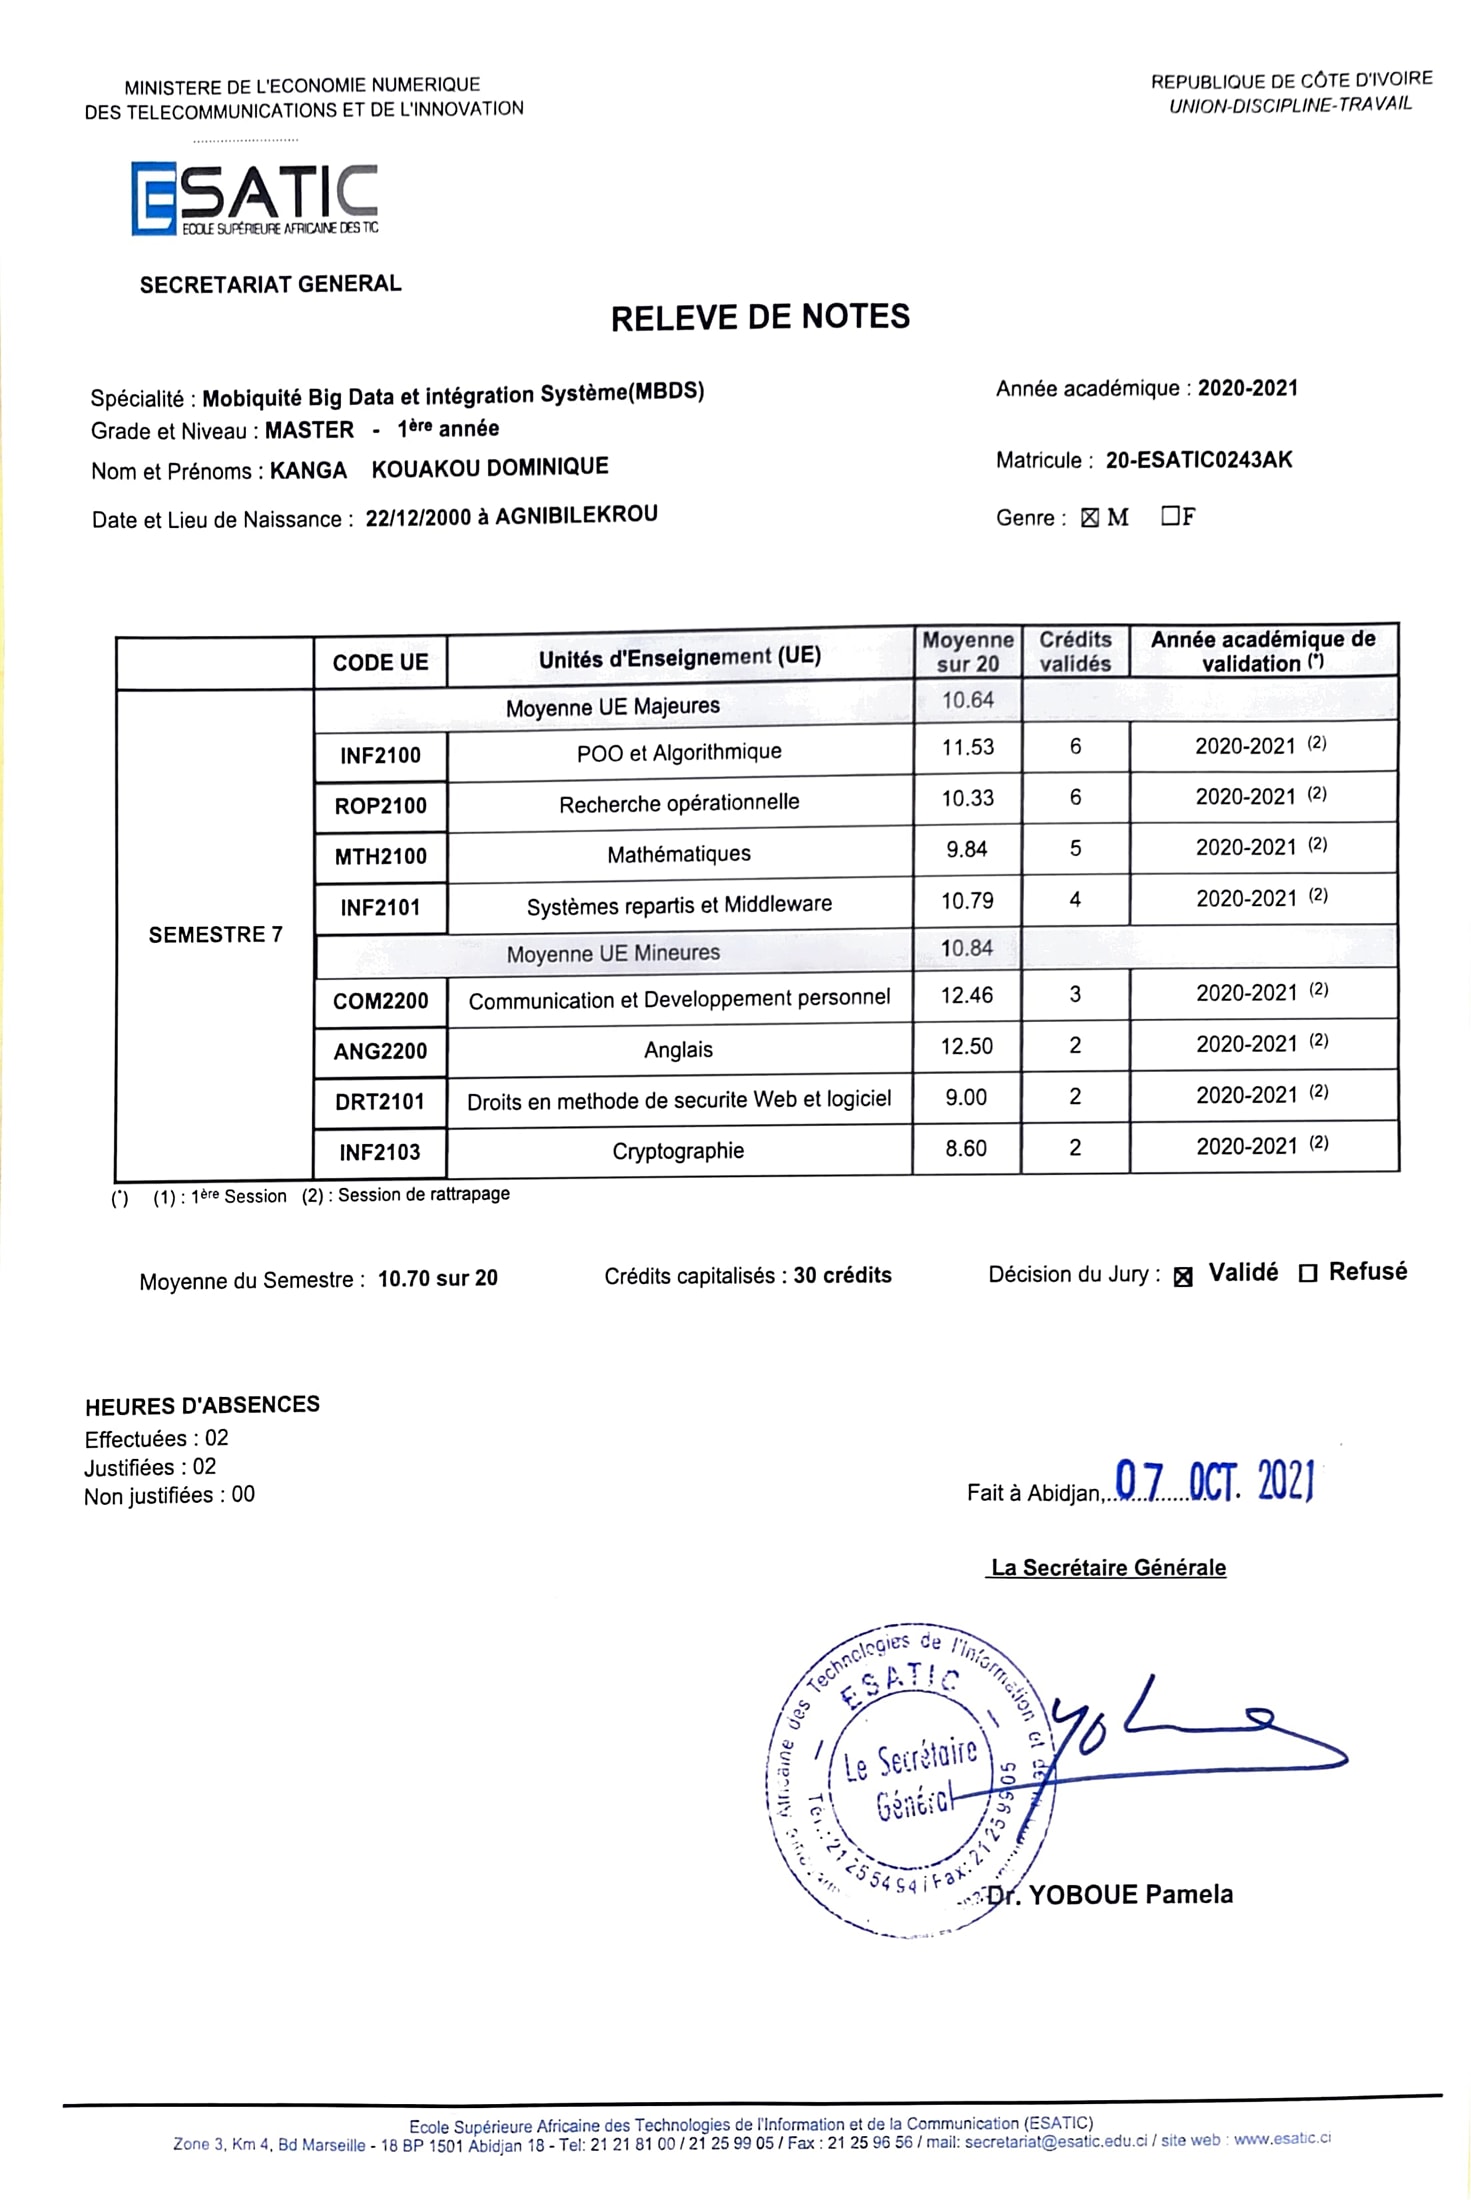 MINISTERE DE L'ECONOMIE NUMERIQUE
DES TELECOMMUNICATIONS ET DE L'INNOVATION
REPUBLIQUE DE CÔTE D'IVOIRE
UNION-DISCIPLINE-TRAVAIL
ESATIC
ECOLE SUPÉRIEURE AFRICAINE DES TIC
SECRETARIAT GENERAL
RELEVE DE NOTES
Spécialité : Mobiquité Big Data et intégration Système(MBDS)
Année académique : 2020-2021
Grade et Niveau : MASTER - 1ère année
Nom et Prénoms : KANGA KOUAKOU DOMINIQUE
Matricule : 20-ESATIC0243AK
Date et Lieu de Naissance : 22/12/2000 à AGNIBILEKROU
Genre : ☒ M ☐F
CODE UE Unités d'Enseignement (UE) Moyenne sur 20 Crédits validés Année académique de validation (*)
SEMESTRE 7
Moyenne UE Majeures 10.64
INF2100 POO et Algorithmique 11.53 6 2020-2021 (2)
ROP2100 Recherche opérationnelle 10.33 6 2020-2021 (2)
MTH2100 Mathématiques 9.84 5 2020-2021 (2)
INF2101 Systèmes repartis et Middleware 10.79 4 2020-2021 (2)
Moyenne UE Mineures 10.84
COM2200 Communication et Developpement personnel 12.46 3 2020-2021 (2)
ANG2200 Anglais 12.50 2 2020-2021 (2)
DRT2101 Droits en methode de securite Web et logiciel 9.00 2 2020-2021 (2)
INF2103 Cryptographie 8.60 2 2020-2021 (2)
(*) (1) : 1ère Session (2) : Session de rattrapage
Moyenne du Semestre : 10.70 sur 20 Crédits capitalisés : 30 crédits Décision du Jury : ☒ Validé ☐ Refusé
HEURES D'ABSENCES
Effectuées : 02
Justifiées : 02
Non justifiées : 00
Fait à Abidjan, 07 OCT. 2021
La Secrétaire Générale
Africaine des Technologies de l'Information et de
ESATIC
Le Secrétaire
Général
Fax: 21 25 99 05
Dr. YOBOUE Pamela
Ecole Supérieure Africaine des Technologies de l'Information et de la Communication (ESATIC)
Zone 3, Km 4, Bd Marseille - 18 BP 1501 Abidjan 18 - Tel: 21 21 81 00 / 21 25 99 05 / Fax : 21 25 96 56 / mail: secretariat@esatic.edu.ci / site web : www.esatic.ci